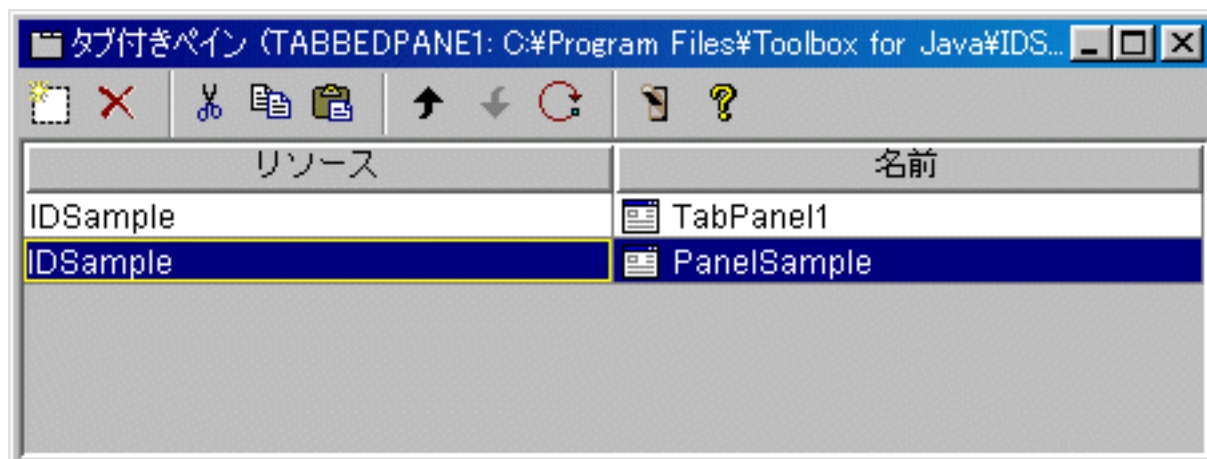 タブ付きペイン (TABBEDPANE1: C:¥Program Files¥Toolbox for Java¥IDS...
リソース 名前
IDSample TabPanel1
IDSample PanelSample